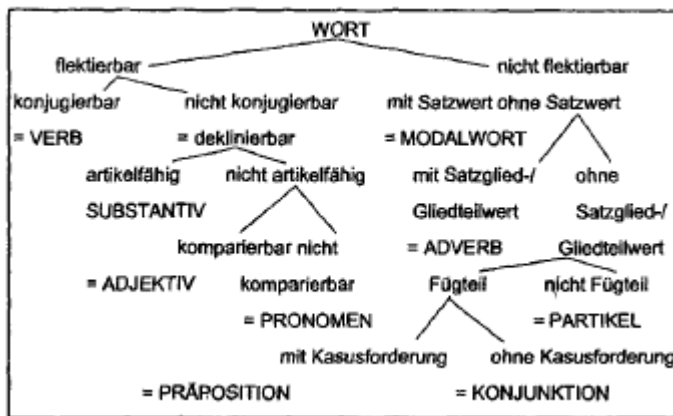 WORT
flektierbar nicht flektierbar
konjugierbar nicht konjugierbar mit Satzwert ohne Satzwert
= VERB = deklinierbar = MODALWORT
artikelfähig nicht artikelfähig mit Satzglied-/ ohne
SUBSTANTIV Gliedteilwert Satzglied-/
komparierbar nicht = ADVERB Gliedteilwert
= ADJEKTIV komparierbar Fügteil nicht Fügteil
= PRONOMEN = PARTIKEL
mit Kasusforderung ohne Kasusforderung
= PRÄPOSITION = KONJUNKTION